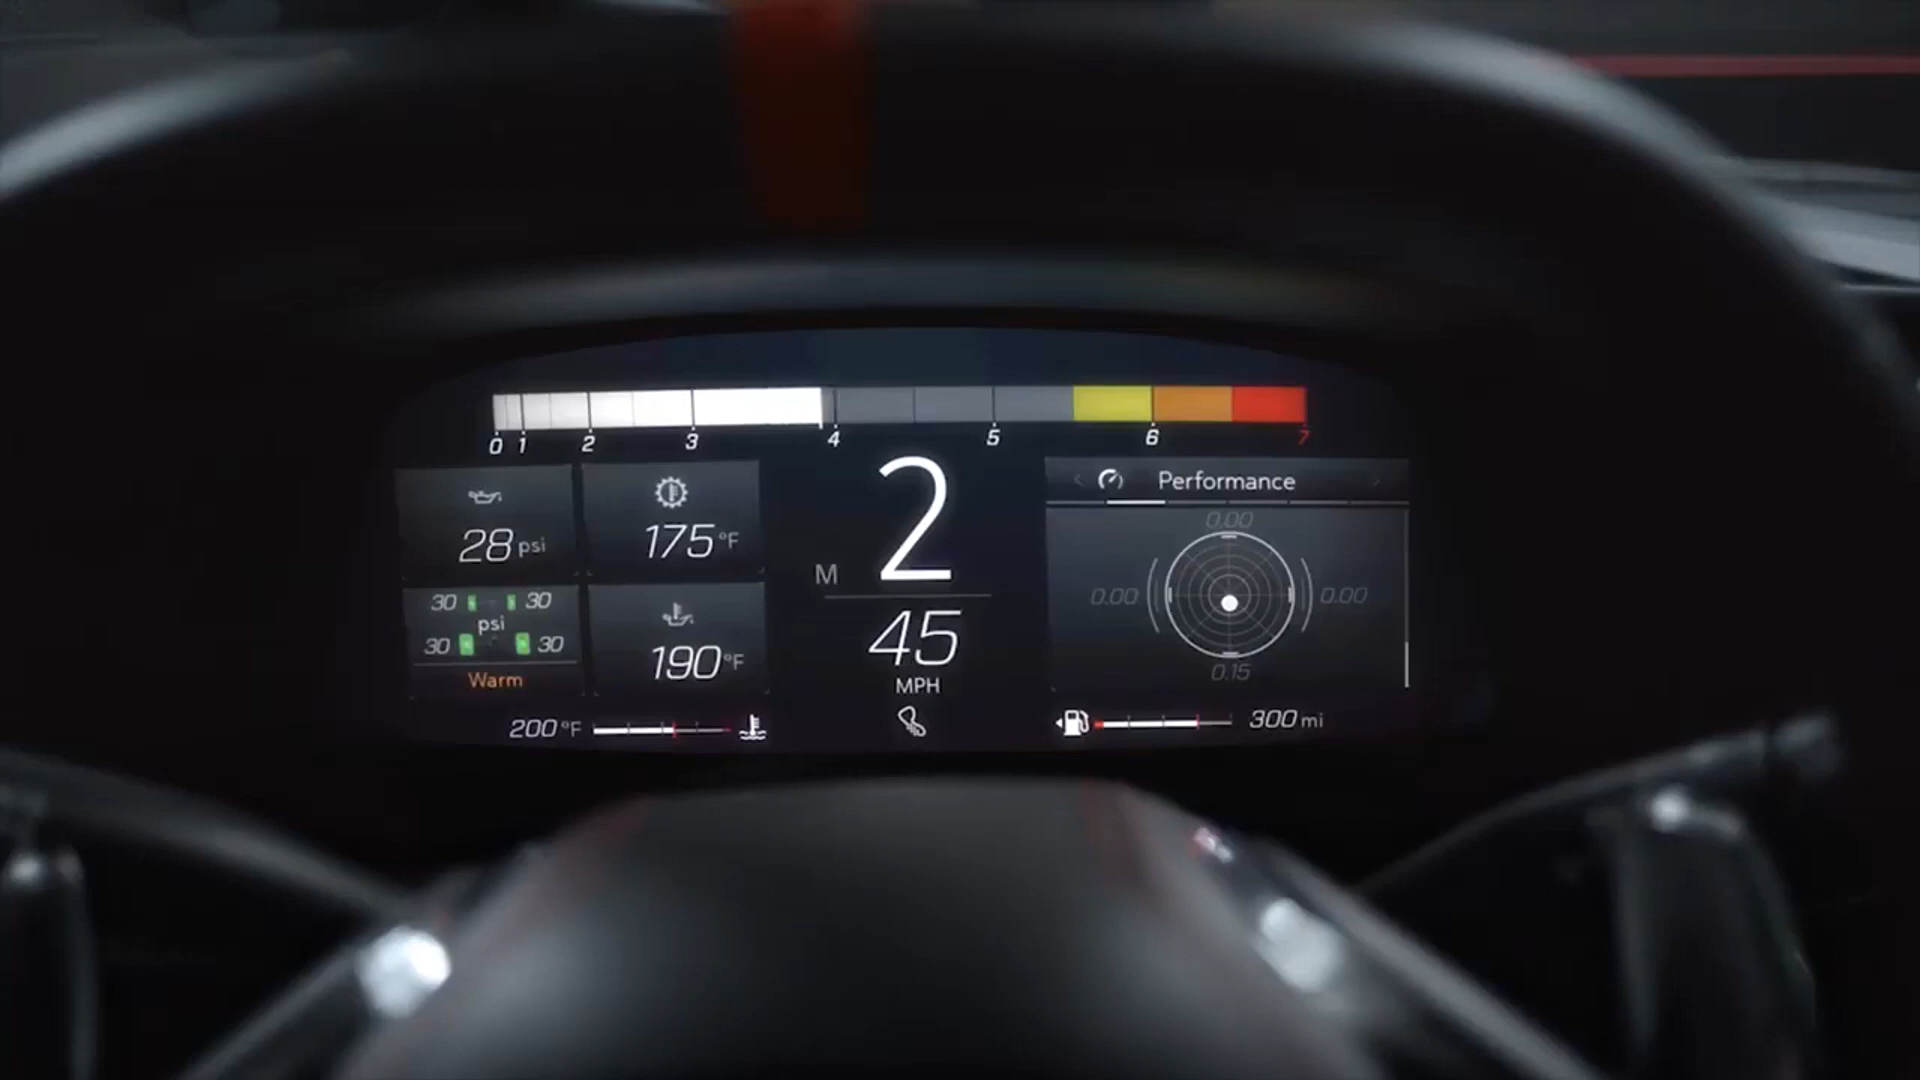 0 1 2 3 4 5 6 7
28 psi
175 °F
30 30
psi
30 30
Warm
190 °F
200 °F
M 2
45
MPH
Performance
0.00
0.00 0.00
0.15
300 mi